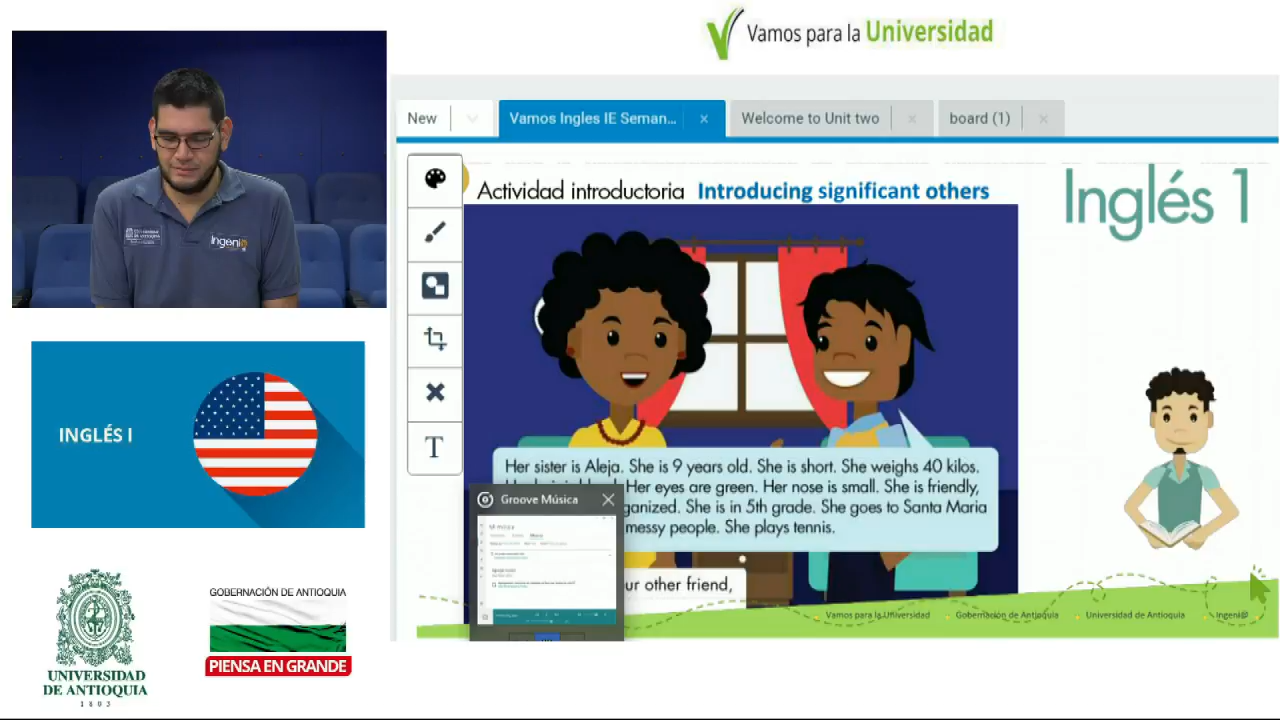 Vamos para la Universidad
New
Vamos Ingles IE Seman...
Welcome to Unit two
board (1)
Actividad introductoria Introducing significant others
Inglés 1
T
Her sister is Aleja. She is 9 years old. She is short. She weighs 40 kilos.
Her eyes are green. Her nose is small. She is friendly,
ganized. She is in 5th grade. She goes to Santa Maria
messy people. She plays tennis.
Groove Música
ur other friend,
Vamos para la Universidad
Gobernación de Antioquia
Universidad de Antioquia
Ingeni@
ingeni@
INGLÉS I
UNIVERSIDAD
DE ANTIOQUIA
1803
GOBERNACIÓN DE ANTIOQUIA
PIENSA EN GRANDE